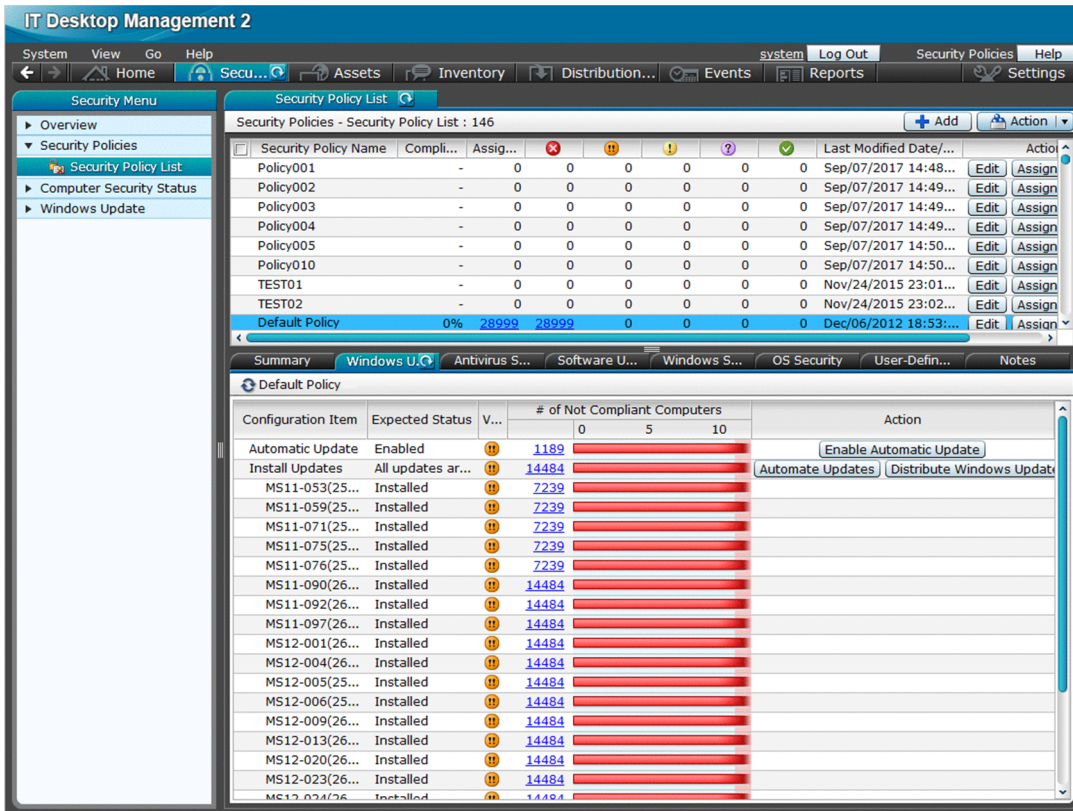 IT Desktop Management 2
System View Go Help system Log Out Security Policies Help
Home Secu... Assets Inventory Distribution... Events Reports Settings
Security Menu
Overview
Security Policies
Security Policy List
Computer Security Status
Windows Update
Security Policy List
Security Policies - Security Policy List : 146 Add Action
Security Policy Name Compli... Assig... Last Modified Date/... Actio
Policy001 - 0 0 0 0 0 0 Sep/07/2017 14:48... Edit Assign
Policy002 - 0 0 0 0 0 0 Sep/07/2017 14:49... Edit Assign
Policy003 - 0 0 0 0 0 0 Sep/07/2017 14:49... Edit Assign
Policy004 - 0 0 0 0 0 0 Sep/07/2017 14:49... Edit Assign
Policy005 - 0 0 0 0 0 0 Sep/07/2017 14:50... Edit Assign
Policy010 - 0 0 0 0 0 0 Sep/07/2017 14:50... Edit Assign
TEST01 - 0 0 0 0 0 0 Nov/24/2015 23:01... Edit Assign
TEST02 - 0 0 0 0 0 0 Nov/24/2015 23:02... Edit Assign
Default Policy 0% 28999 28999 0 0 0 0 Dec/06/2012 18:53:... Edit Assign
Summary Windows U... Antivirus S... Software U... Windows S... OS Security User-Defin... Notes
Default Policy
Configuration Item Expected Status V... # of Not Compliant Computers Action
0 5 10
Automatic Update Enabled 1189 Enable Automatic Update
Install Updates All updates ar... 14484 Automate Updates Distribute Windows Update
MS11-053(25... Installed 7239
MS11-059(25... Installed 7239
MS11-071(25... Installed 7239
MS11-075(25... Installed 7239
MS11-076(25... Installed 7239
MS11-090(26... Installed 14484
MS11-092(26... Installed 14484
MS11-097(26... Installed 14484
MS12-001(26... Installed 14484
MS12-004(26... Installed 14484
MS12-005(25... Installed 14484
MS12-006(25... Installed 14484
MS12-009(26... Installed 14484
MS12-013(26... Installed 14484
MS12-020(26... Installed 14484
MS12-023(26... Installed 14484
MS12-024(26... Installed 14484